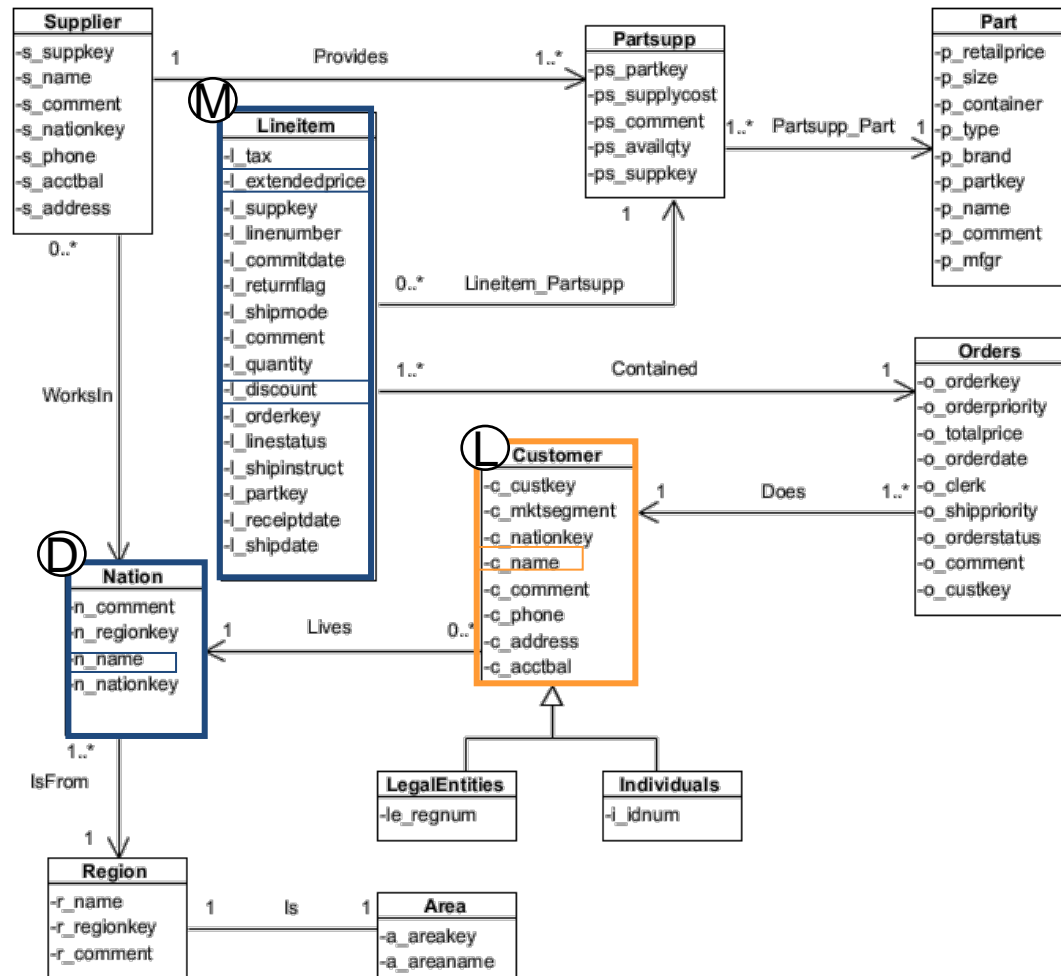 Supplier
-s_suppkey
-s_name
-s_comment
-s_nationkey
-s_phone
-s_acctbal
-s_address
1
Provides
1..*
Partsupp
-ps_partkey
-ps_supplycost
-ps_comment
-ps_availqty
-ps_suppkey
1..*
Partsupp_Part
1
Part
-p_retailprice
-p_size
-p_container
-p_type
-p_brand
-p_partkey
-p_name
-p_comment
-p_mfgr
M
Lineitem
-l_tax
-l_extendedprice
-l_suppkey
-l_linenumber
-l_commitdate
-l_returnflag
-l_shipmode
-l_comment
-l_quantity
-l_discount
-l_orderkey
-l_linestatus
-l_shipinstruct
-l_partkey
-l_receiptdate
-l_shipdate
0..*
Lineitem_Partsupp
1
1..*
Contained
1
Orders
-o_orderkey
-o_orderpriority
-o_totalprice
-o_orderdate
-o_clerk
-o_shippriority
-o_orderstatus
-o_comment
-o_custkey
0..*
WorksIn
L
Customer
-c_custkey
-c_mktsegment
-c_nationkey
-c_name
-c_comment
-c_phone
-c_address
-c_acctbal
1
Does
1..*
D
Nation
-n_comment
-n_regionkey
-n_name
-n_nationkey
1
Lives
0..*
1..*
IsFrom
1
LegalEntities
-le_regnum
Individuals
-i_idnum
Region
-r_name
-r_regionkey
-r_comment
1
Is
1
Area
-a_areakey
-a_areaname